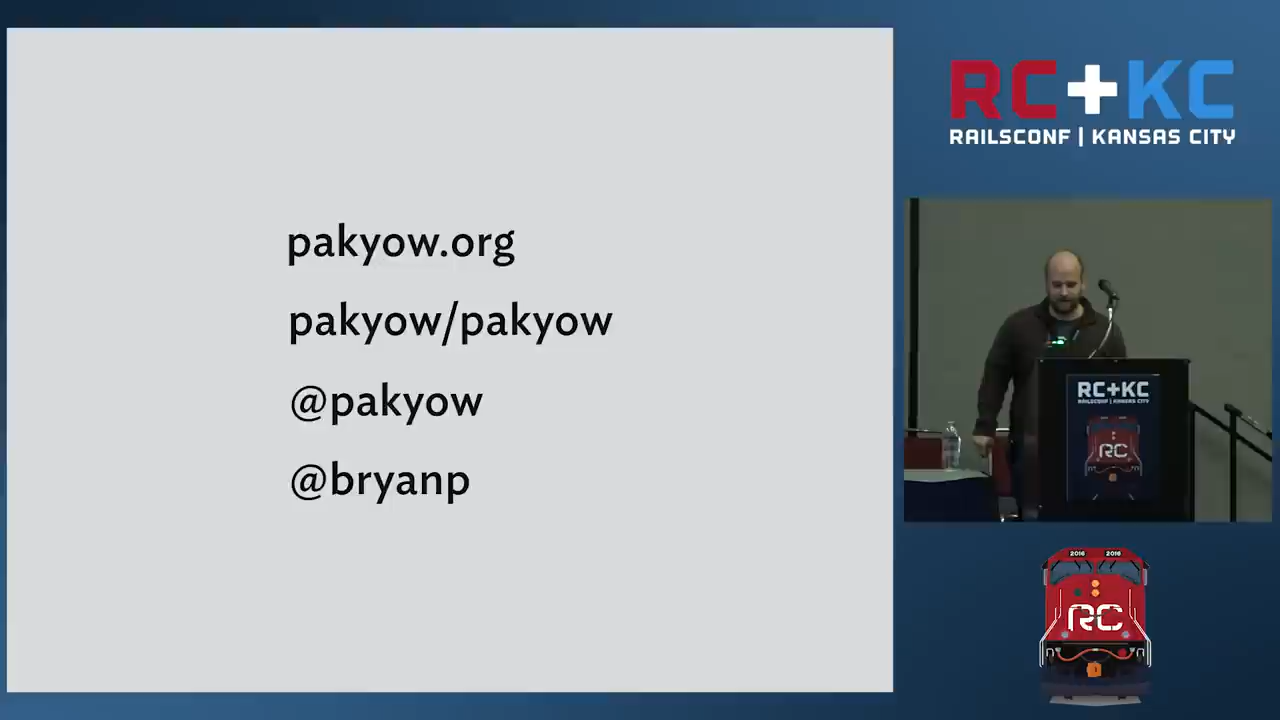 pakyow.org
pakyow/pakyow
@pakyow
@bryanp
RC+KC
RAILSCONF | KANSAS CITY
RC+KC
RAILSCONF | KANSAS CITY
RC
2016 2016
RC